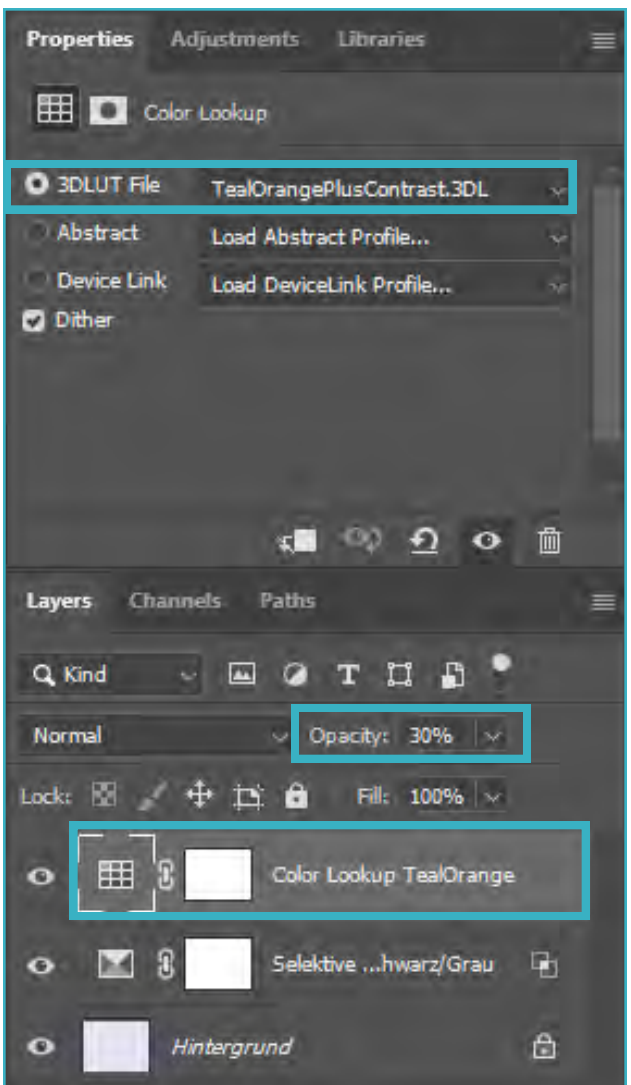 Properties Adjustments Libraries
Color Lookup
3DLUT File TealOrangePlusContrast.3DL
Abstract Load Abstract Profile...
Device Link Load DeviceLink Profile...
Dither
Layers Channels Paths
Kind T
Normal Opacity: 30%
Lock: Fill: 100%
Color Lookup TealOrange
Selektive ...hwarz/Grau
Hintergrund